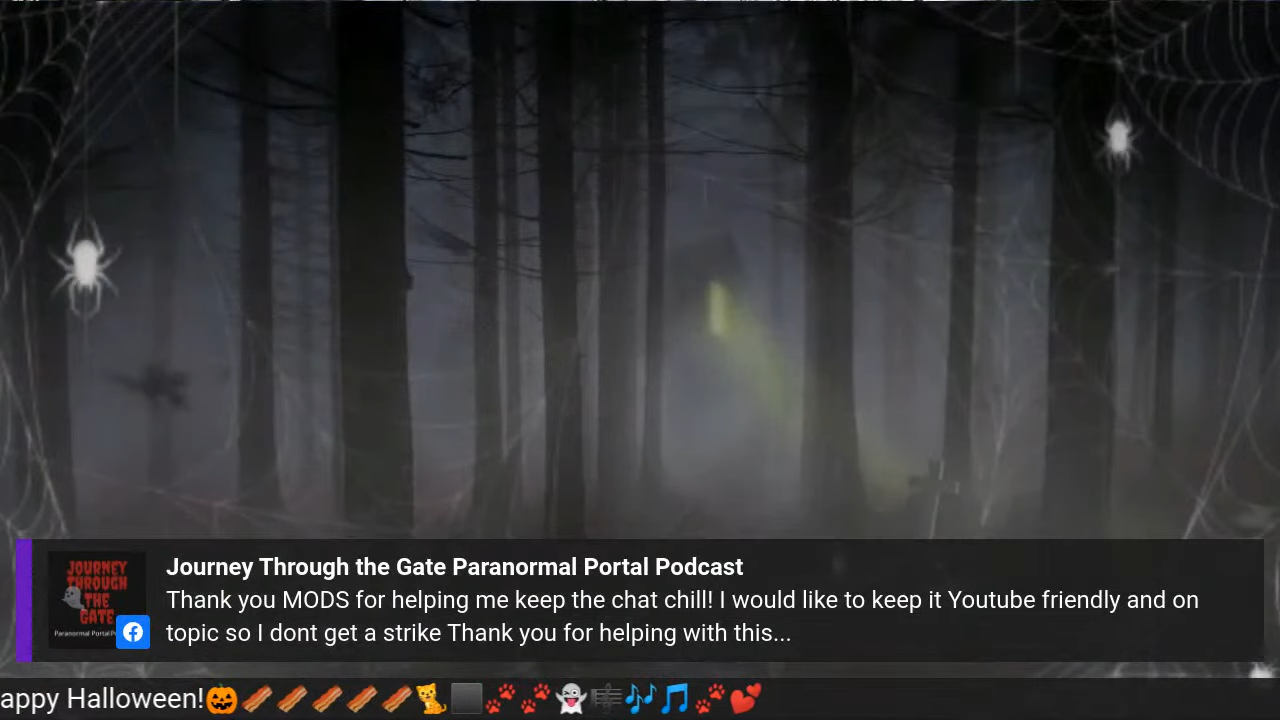 Journey Through the Gate Paranormal Portal Podcast
JOURNEY
THROUGH
THE
GATE
Paranormal Portal
Thank you MODS for helping me keep the chat chill! I would like to keep it Youtube friendly and on
topic so I dont get a strike Thank you for helping with this...
appy Halloween!🎃🥓🥓🥓🥓🥓🐈⬛🐾🐾👻🎼🎶🎵🐾💕